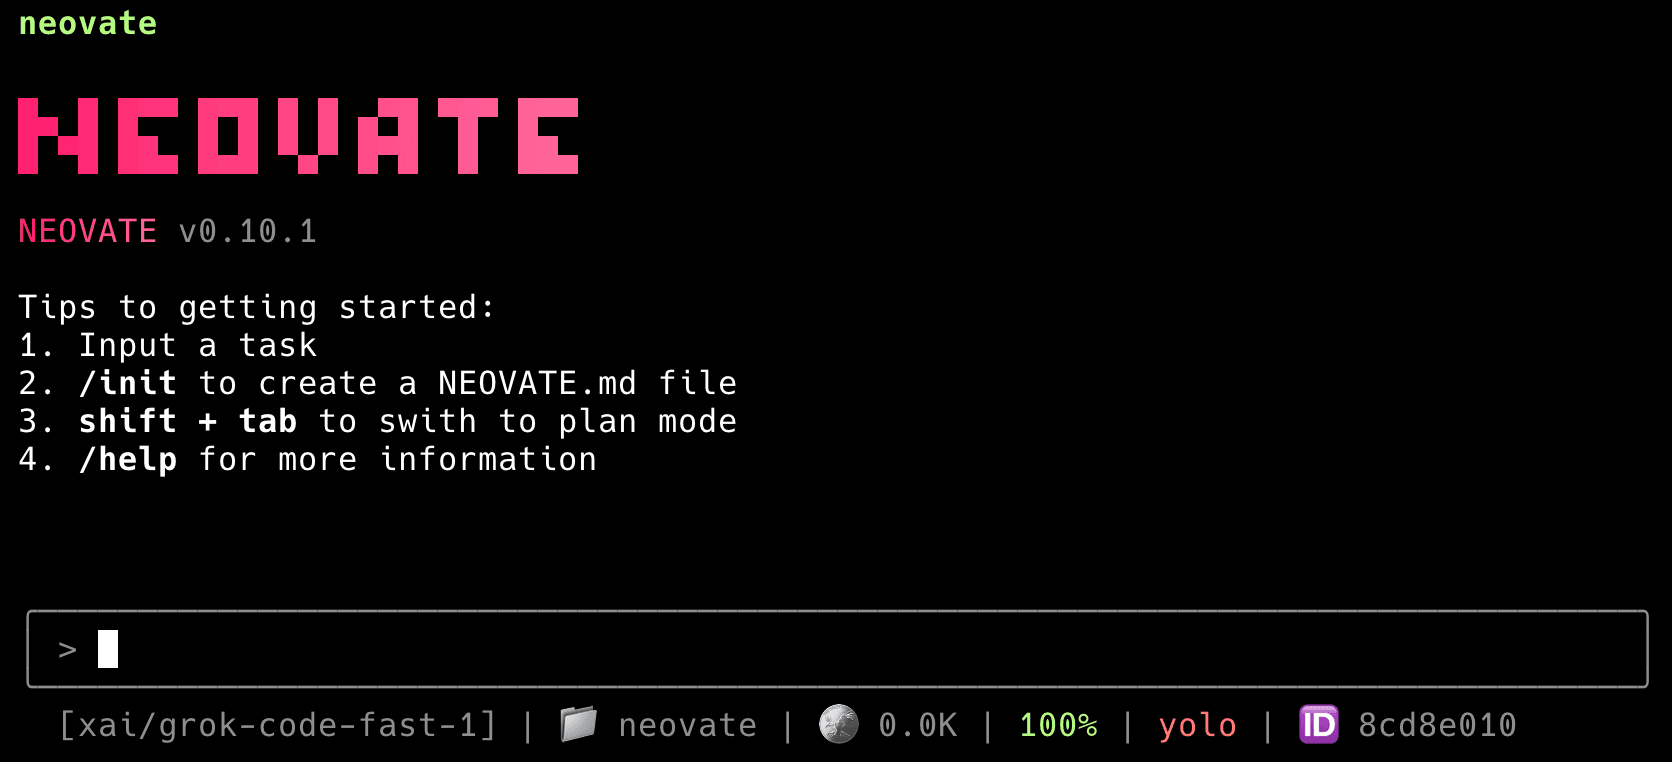 neovate
NEOVATE
NEOVATE v0.10.1
Tips to getting started:
1. Input a task
2. /init to create a NEOVATE.md file
3. shift + tab to swith to plan mode
4. /help for more information
>
[xai/grok-code-fast-1] | 📁 neovate | 🪙 0.0K | 100% | yolo | 🆔 8cd8e010